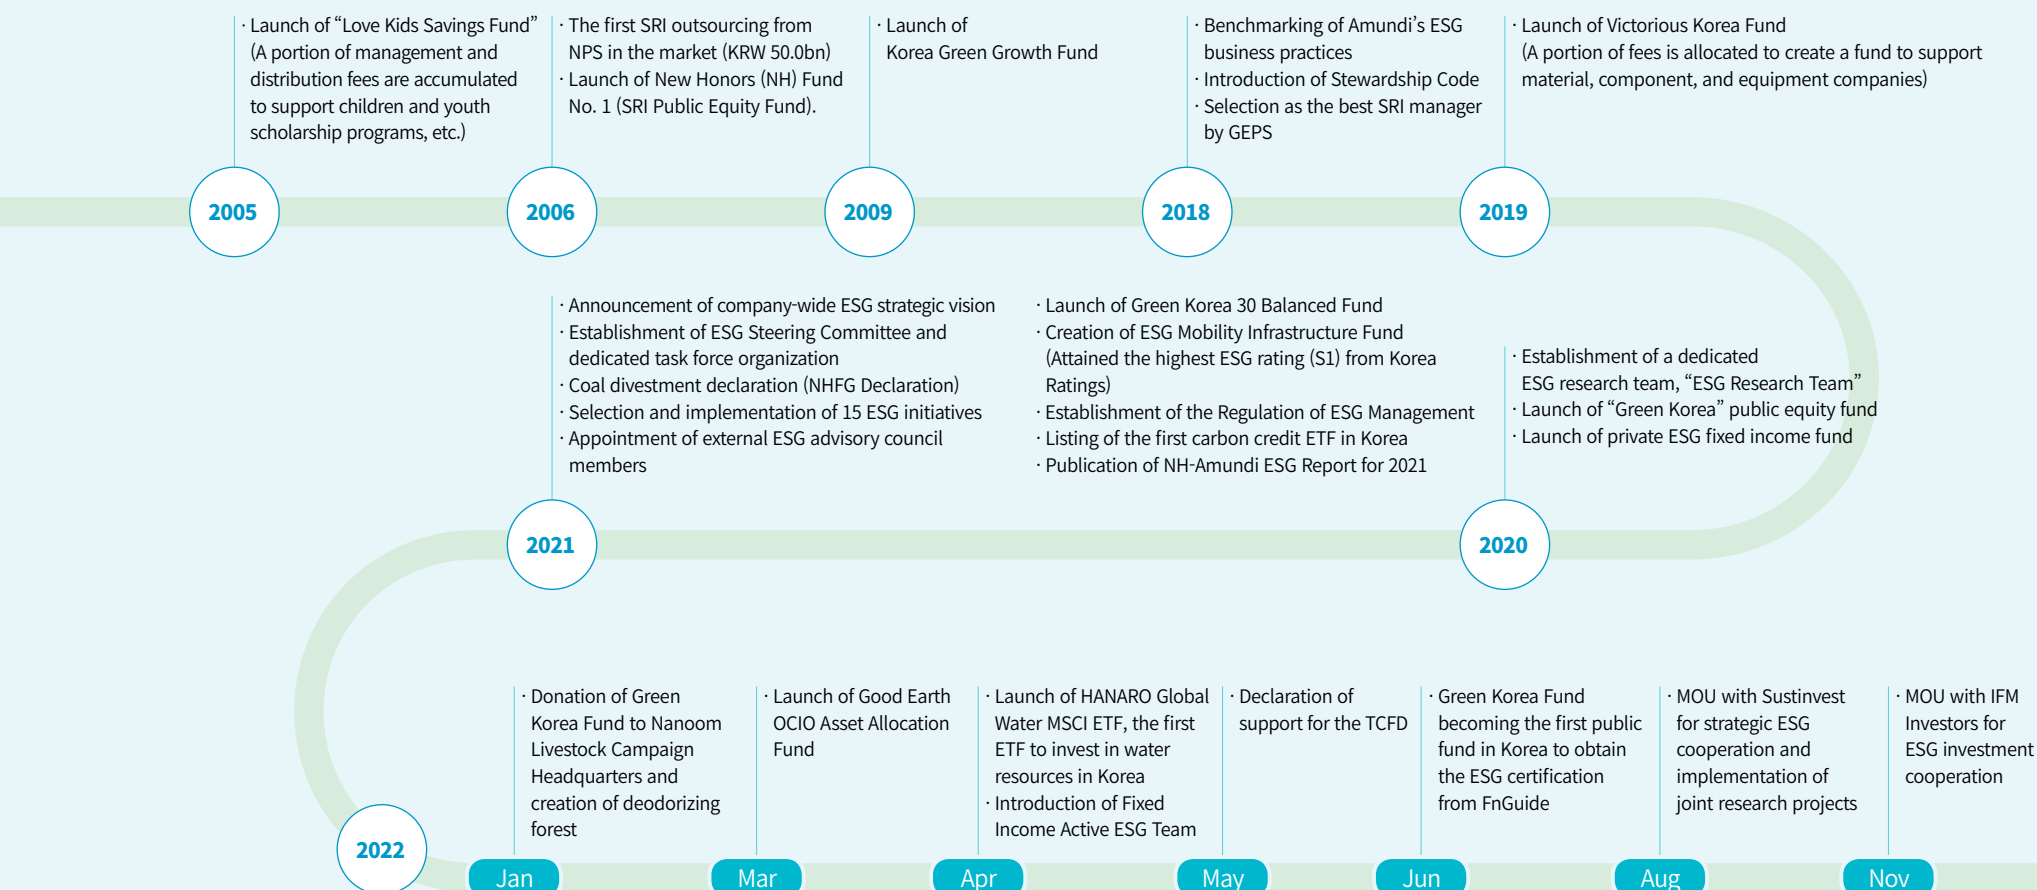 · Launch of “Love Kids Savings Fund”
(A portion of management and
distribution fees are accumulated
to support children and youth
scholarship programs, etc.)
· The first SRI outsourcing from
NPS in the market (KRW 50.0bn)
· Launch of New Honors (NH) Fund
No. 1 (SRI Public Equity Fund).
· Launch of
Korea Green Growth Fund
· Benchmarking of Amundi’s ESG
business practices
· Introduction of Stewardship Code
· Selection as the best SRI manager
by GEPS
· Launch of Victorious Korea Fund
(A portion of fees is allocated to create a fund to support
material, component, and equipment companies)
2005
2006
2009
2018
2019
· Announcement of company-wide ESG strategic vision
· Establishment of ESG Steering Committee and
dedicated task force organization
· Coal divestment declaration (NHFG Declaration)
· Selection and implementation of 15 ESG initiatives
· Appointment of external ESG advisory council
members
· Launch of Green Korea 30 Balanced Fund
· Creation of ESG Mobility Infrastructure Fund
(Attained the highest ESG rating (S1) from Korea
Ratings)
· Establishment of the Regulation of ESG Management
· Listing of the first carbon credit ETF in Korea
· Publication of NH-Amundi ESG Report for 2021
· Establishment of a dedicated
ESG research team, “ESG Research Team”
· Launch of “Green Korea” public equity fund
· Launch of private ESG fixed income fund
2021
2020
· Donation of Green
Korea Fund to Nanoom
Livestock Campaign
Headquarters and
creation of deodorizing
forest
· Launch of Good Earth
OCIO Asset Allocation
Fund
· Launch of HANARO Global
Water MSCI ETF, the first
ETF to invest in water
resources in Korea
· Introduction of Fixed
Income Active ESG Team
· Declaration of
support for the TCFD
· Green Korea Fund
becoming the first public
fund in Korea to obtain
the ESG certification
from FnGuide
· MOU with Sustinvest
for strategic ESG
cooperation and
implementation of
joint research projects
· MOU with IFM
Investors for
ESG investment
cooperation
2022
Jan
Mar
Apr
May
Jun
Aug
Nov